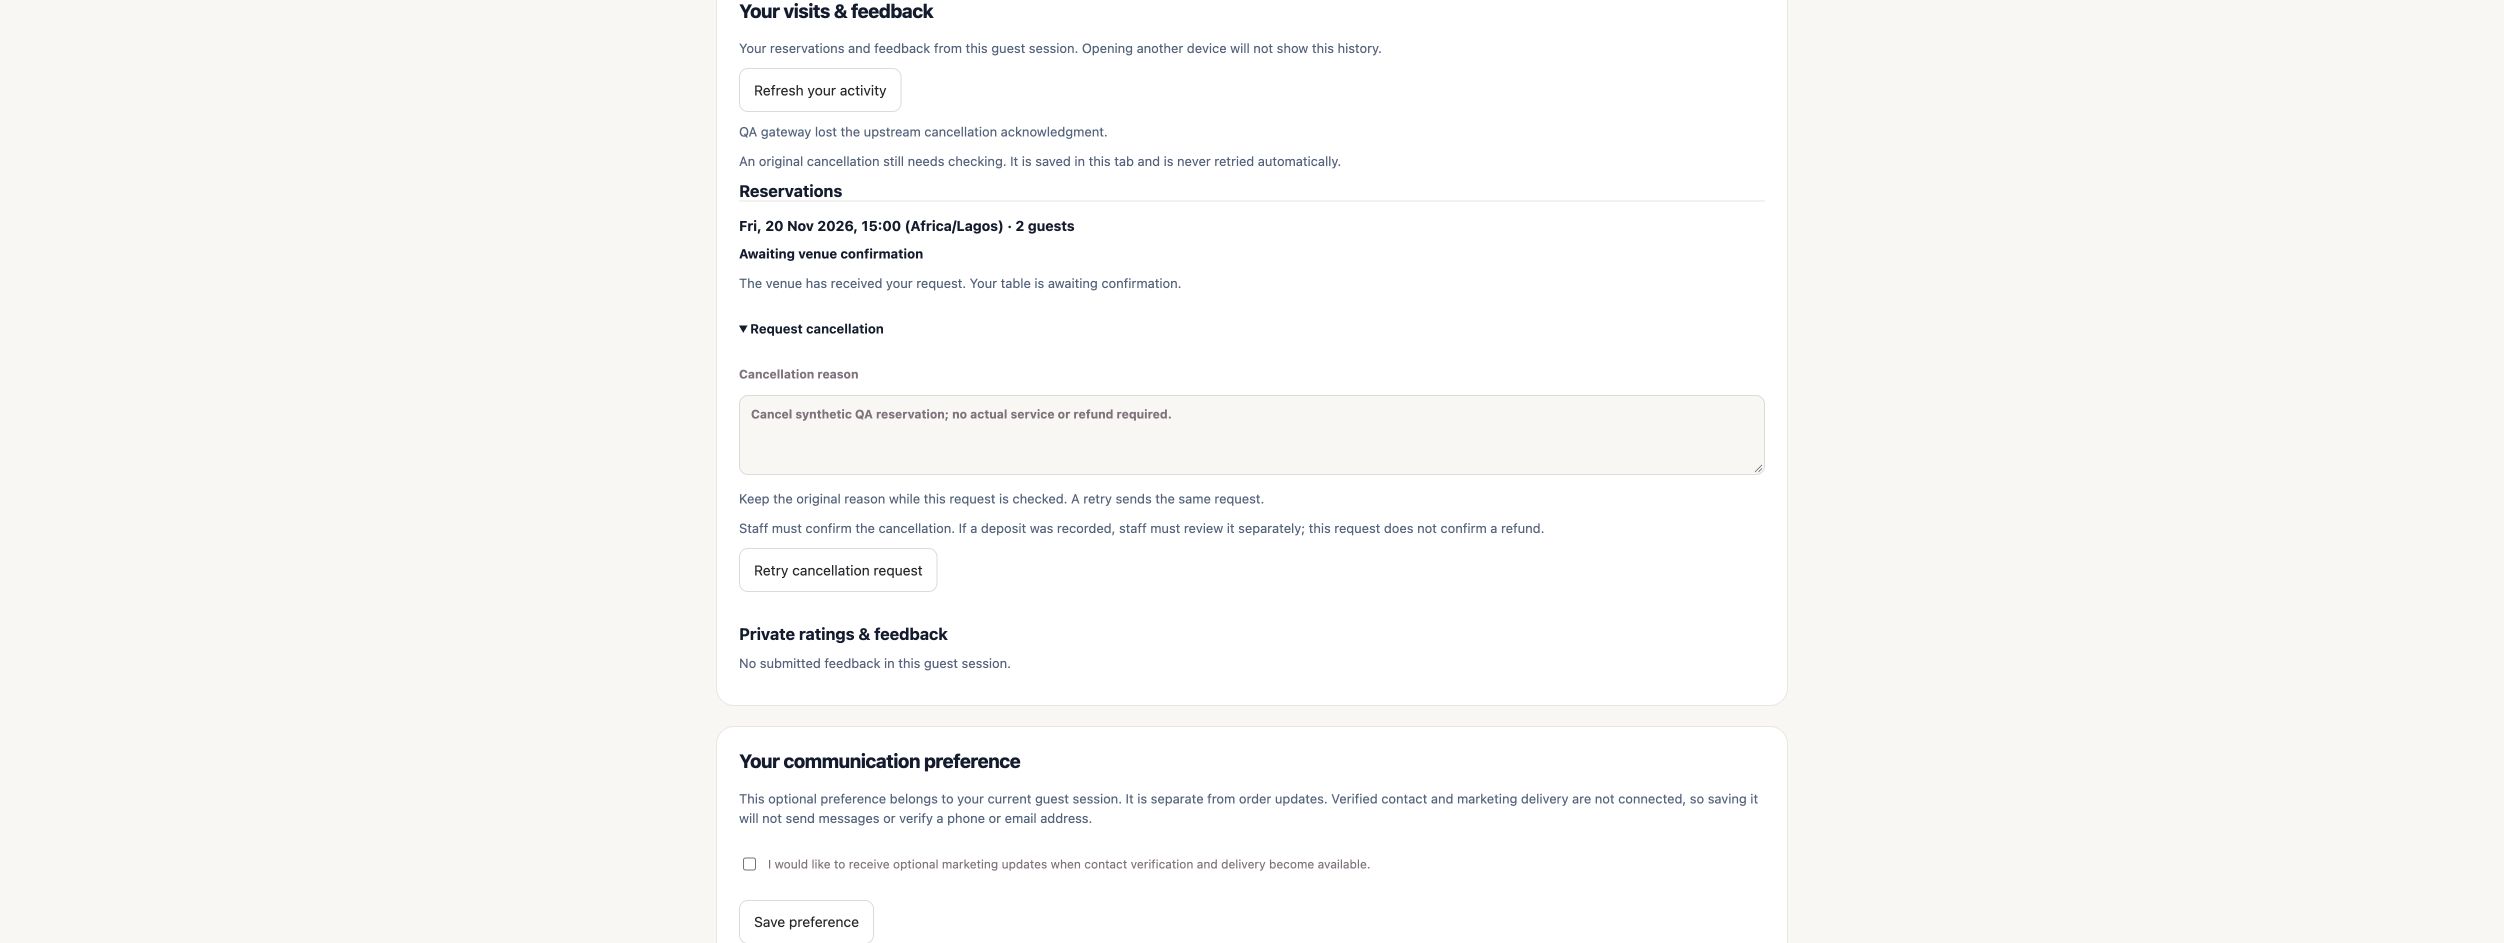 Your visits & feedback
Your reservations and feedback from this guest session. Opening another device will not show this history.
Refresh your activity
QA gateway lost the upstream cancellation acknowledgment.
An original cancellation still needs checking. It is saved in this tab and is never retried automatically.
Reservations
Fri, 20 Nov 2026, 15:00 (Africa/Lagos) · 2 guests
Awaiting venue confirmation
The venue has received your request. Your table is awaiting confirmation.
▼ Request cancellation
Cancellation reason
Cancel synthetic QA reservation; no actual service or refund required.
Keep the original reason while this request is checked. A retry sends the same request.
Staff must confirm the cancellation. If a deposit was recorded, staff must review it separately; this request does not confirm a refund.
Retry cancellation request
Private ratings & feedback
No submitted feedback in this guest session.
Your communication preference
This optional preference belongs to your current guest session. It is separate from order updates. Verified contact and marketing delivery are not connected, so saving it
will not send messages or verify a phone or email address.
I would like to receive optional marketing updates when contact verification and delivery become available.
Save preference